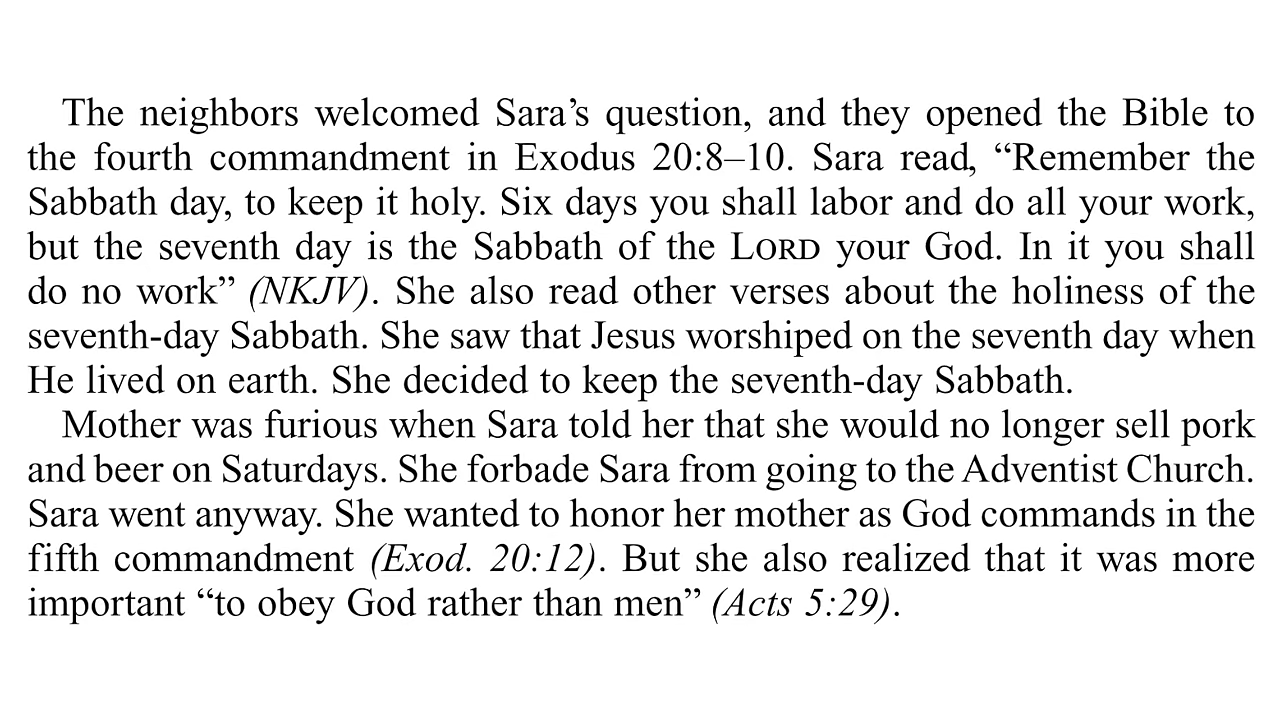 The neighbors welcomed Sara’s question, and they opened the Bible to
the fourth commandment in Exodus 20:8–10. Sara read, “Remember the
Sabbath day, to keep it holy. Six days you shall labor and do all your work,
but the seventh day is the Sabbath of the LORD your God. In it you shall
do no work” (NKJV). She also read other verses about the holiness of the
seventh-day Sabbath. She saw that Jesus worshiped on the seventh day when
He lived on earth. She decided to keep the seventh-day Sabbath.
Mother was furious when Sara told her that she would no longer sell pork
and beer on Saturdays. She forbade Sara from going to the Adventist Church.
Sara went anyway. She wanted to honor her mother as God commands in the
fifth commandment (Exod. 20:12). But she also realized that it was more
important “to obey God rather than men” (Acts 5:29).